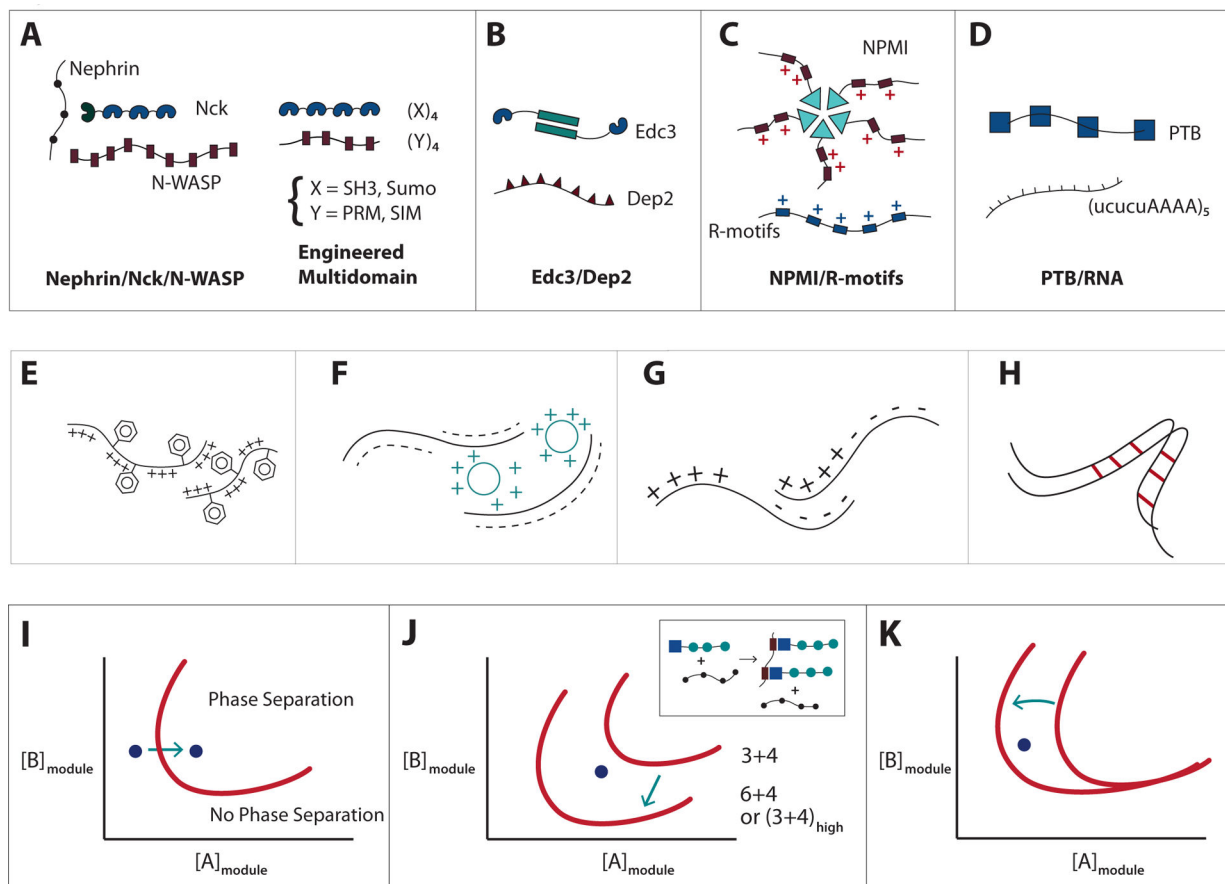 A
Nephrin
Nck
N-WASP
(X)₄
(Y)₄
{ X = SH3, Sumo
Y = PRM, SIM
Nephrin/Nck/N-WASP
Engineered
Multidomain
B
Edc3
Dep2
Edc3/Dep2
C
NPMI
+ + + + + + + + + +
R-motifs
+ + + + +
NPMI/R-motifs
D
PTB
(ucucuAAAA)₅
PTB/RNA
E
F
G
H
I
Phase Separation
[B]module
No Phase Separation
[A]module
J
+
+
[B]module
3+4
6+4
or (3+4)high
[A]module
K
[B]module
[A]module